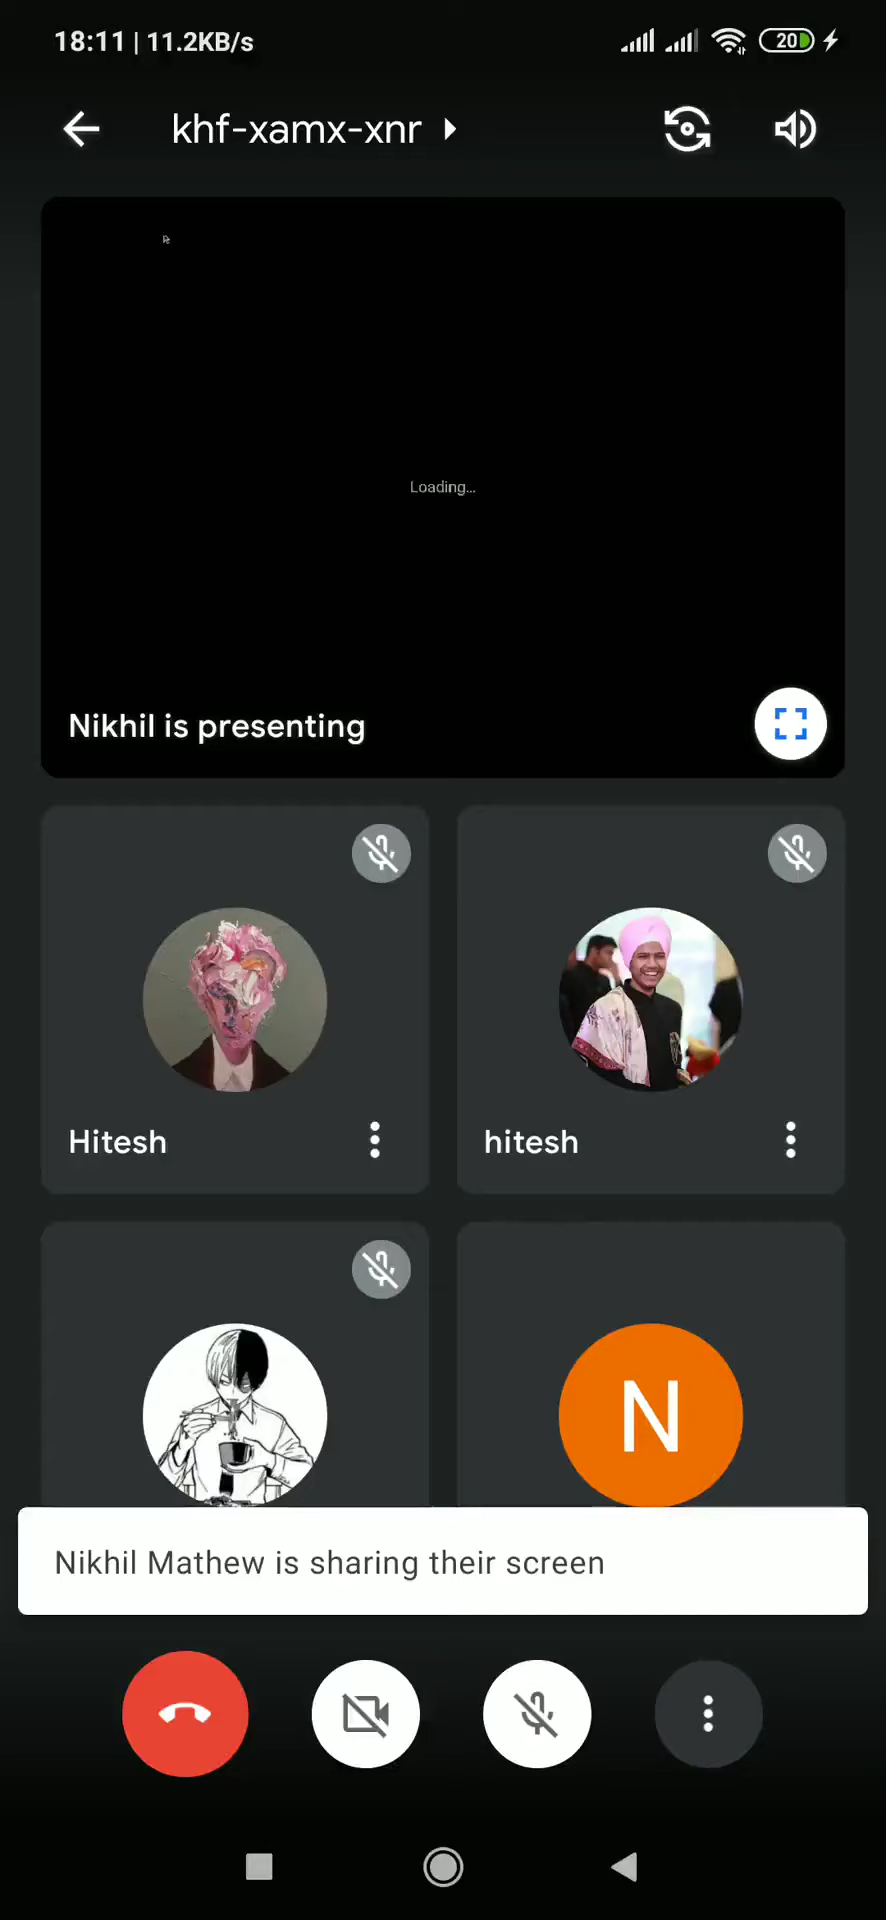 18:11 | 11.2KB/s
20
khf-xamx-xnr
Loading...
Nikhil is presenting
Hitesh
hitesh
N
Nikhil Mathew is sharing their screen